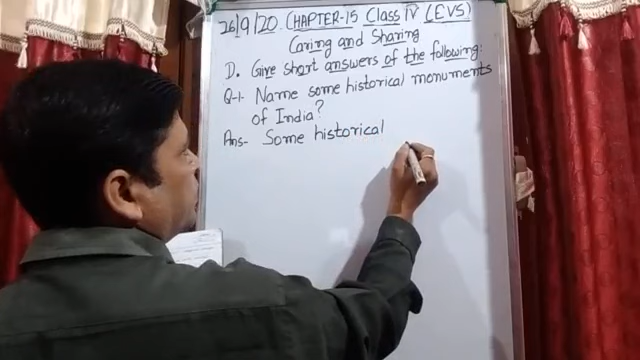 26/9/20. CHAPTER-15 Class IV (EVS)
Caring and Sharing
D. Give short answers of the following:
Q-1. Name some historical monuments
of India?
Ans- Some historical